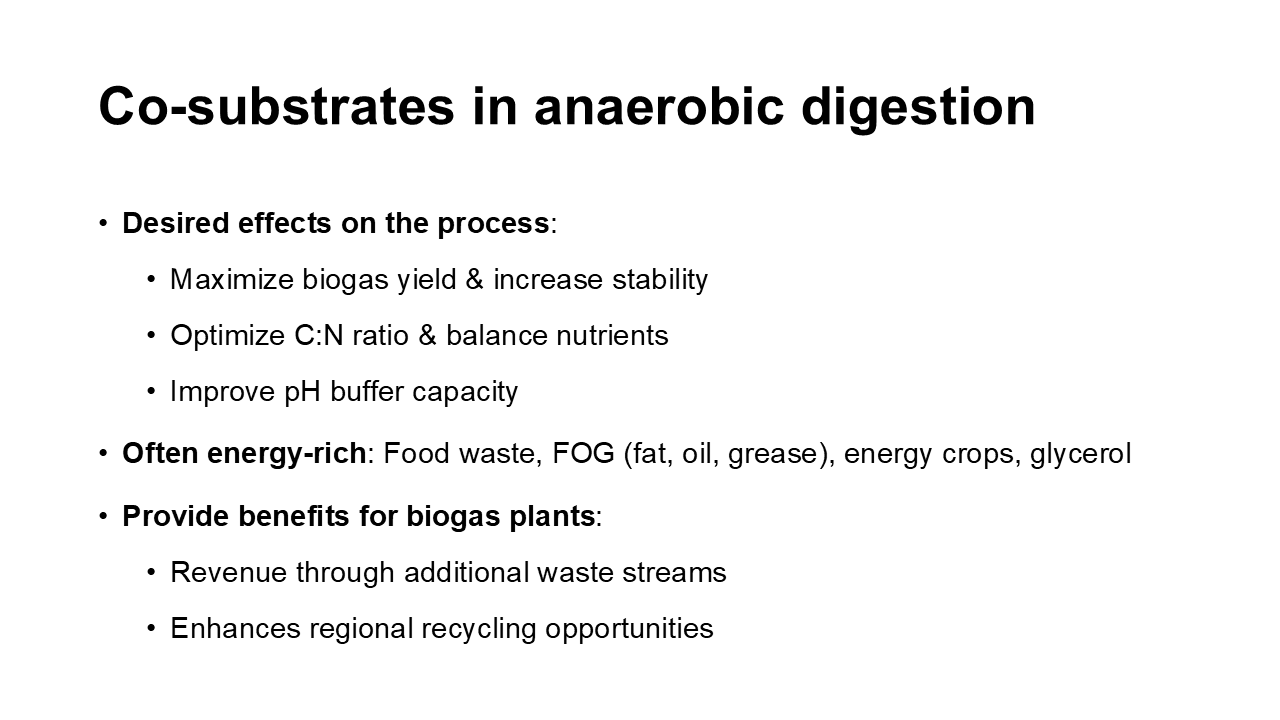 Co-substrates in anaerobic digestion
• Desired effects on the process:
• Maximize biogas yield & increase stability
• Optimize C:N ratio & balance nutrients
• Improve pH buffer capacity
• Often energy-rich: Food waste, FOG (fat, oil, grease), energy crops, glycerol
• Provide benefits for biogas plants:
• Revenue through additional waste streams
• Enhances regional recycling opportunities